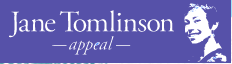 Jane Tomlinson
— appeal —